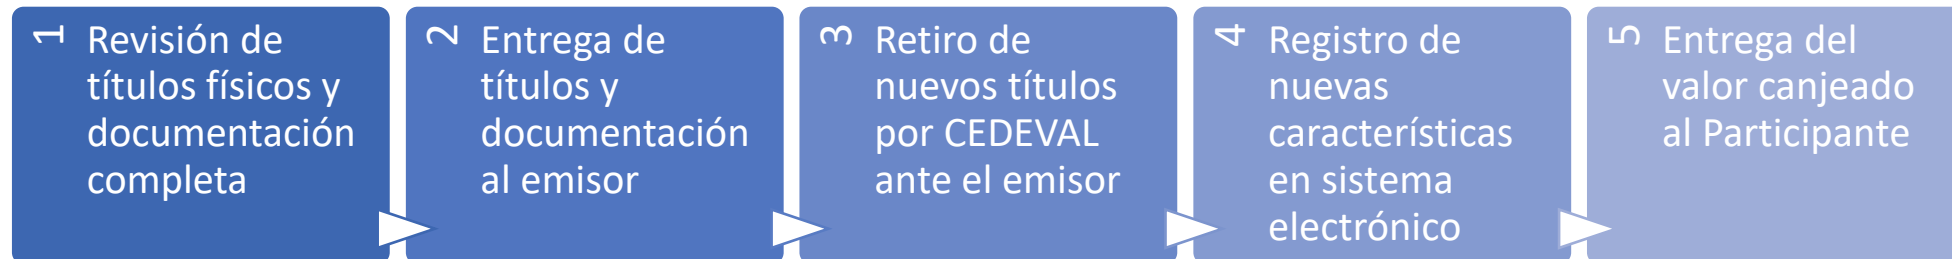 1
Revisión de
títulos físicos y
documentación
completa
2
Entrega de
títulos y
documentación
al emisor
3
Retiro de
nuevos títulos
por CEDEVAL
ante el emisor
4
Registro de
nuevas
característicias
en sistema
electrónico
5
Entrega del
valor canjeado
al Participante